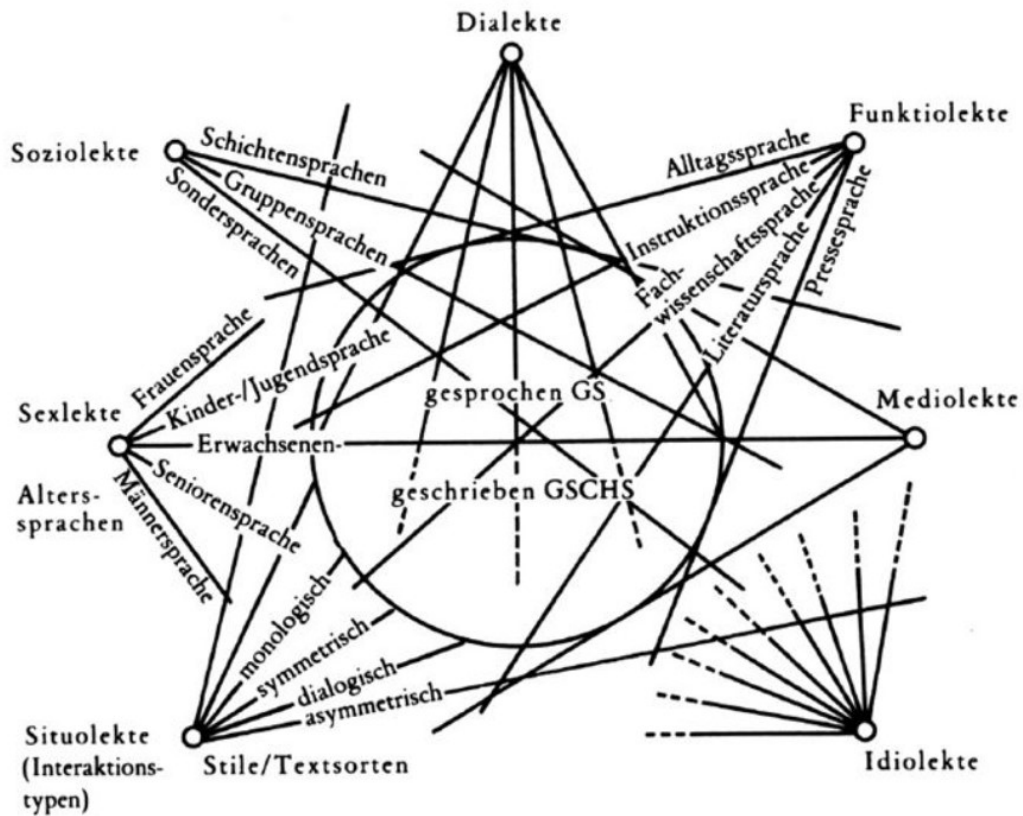 Dialekte
Funktiolekte
Soziolekte
Schichtensprachen
Alltagssprache
Gruppensprachen
Instruktionssprache
Sondersprachen
Fach-
wissenschaftssprache
Literatursprache
Pressesprache
Frauensprache
Kinder-/Jugendsprache
gesprochen GS
Sexlekte
Mediolekte
Erwachsenen-
Alters-
sprachen
Seniorensprache
Männersprache
geschrieben GSCHS
monologisch
symmetrisch
dialogisch
asymmetrisch
Situolekte
(Interaktions-
typen)
Stile/Textsorten
Idiolekte